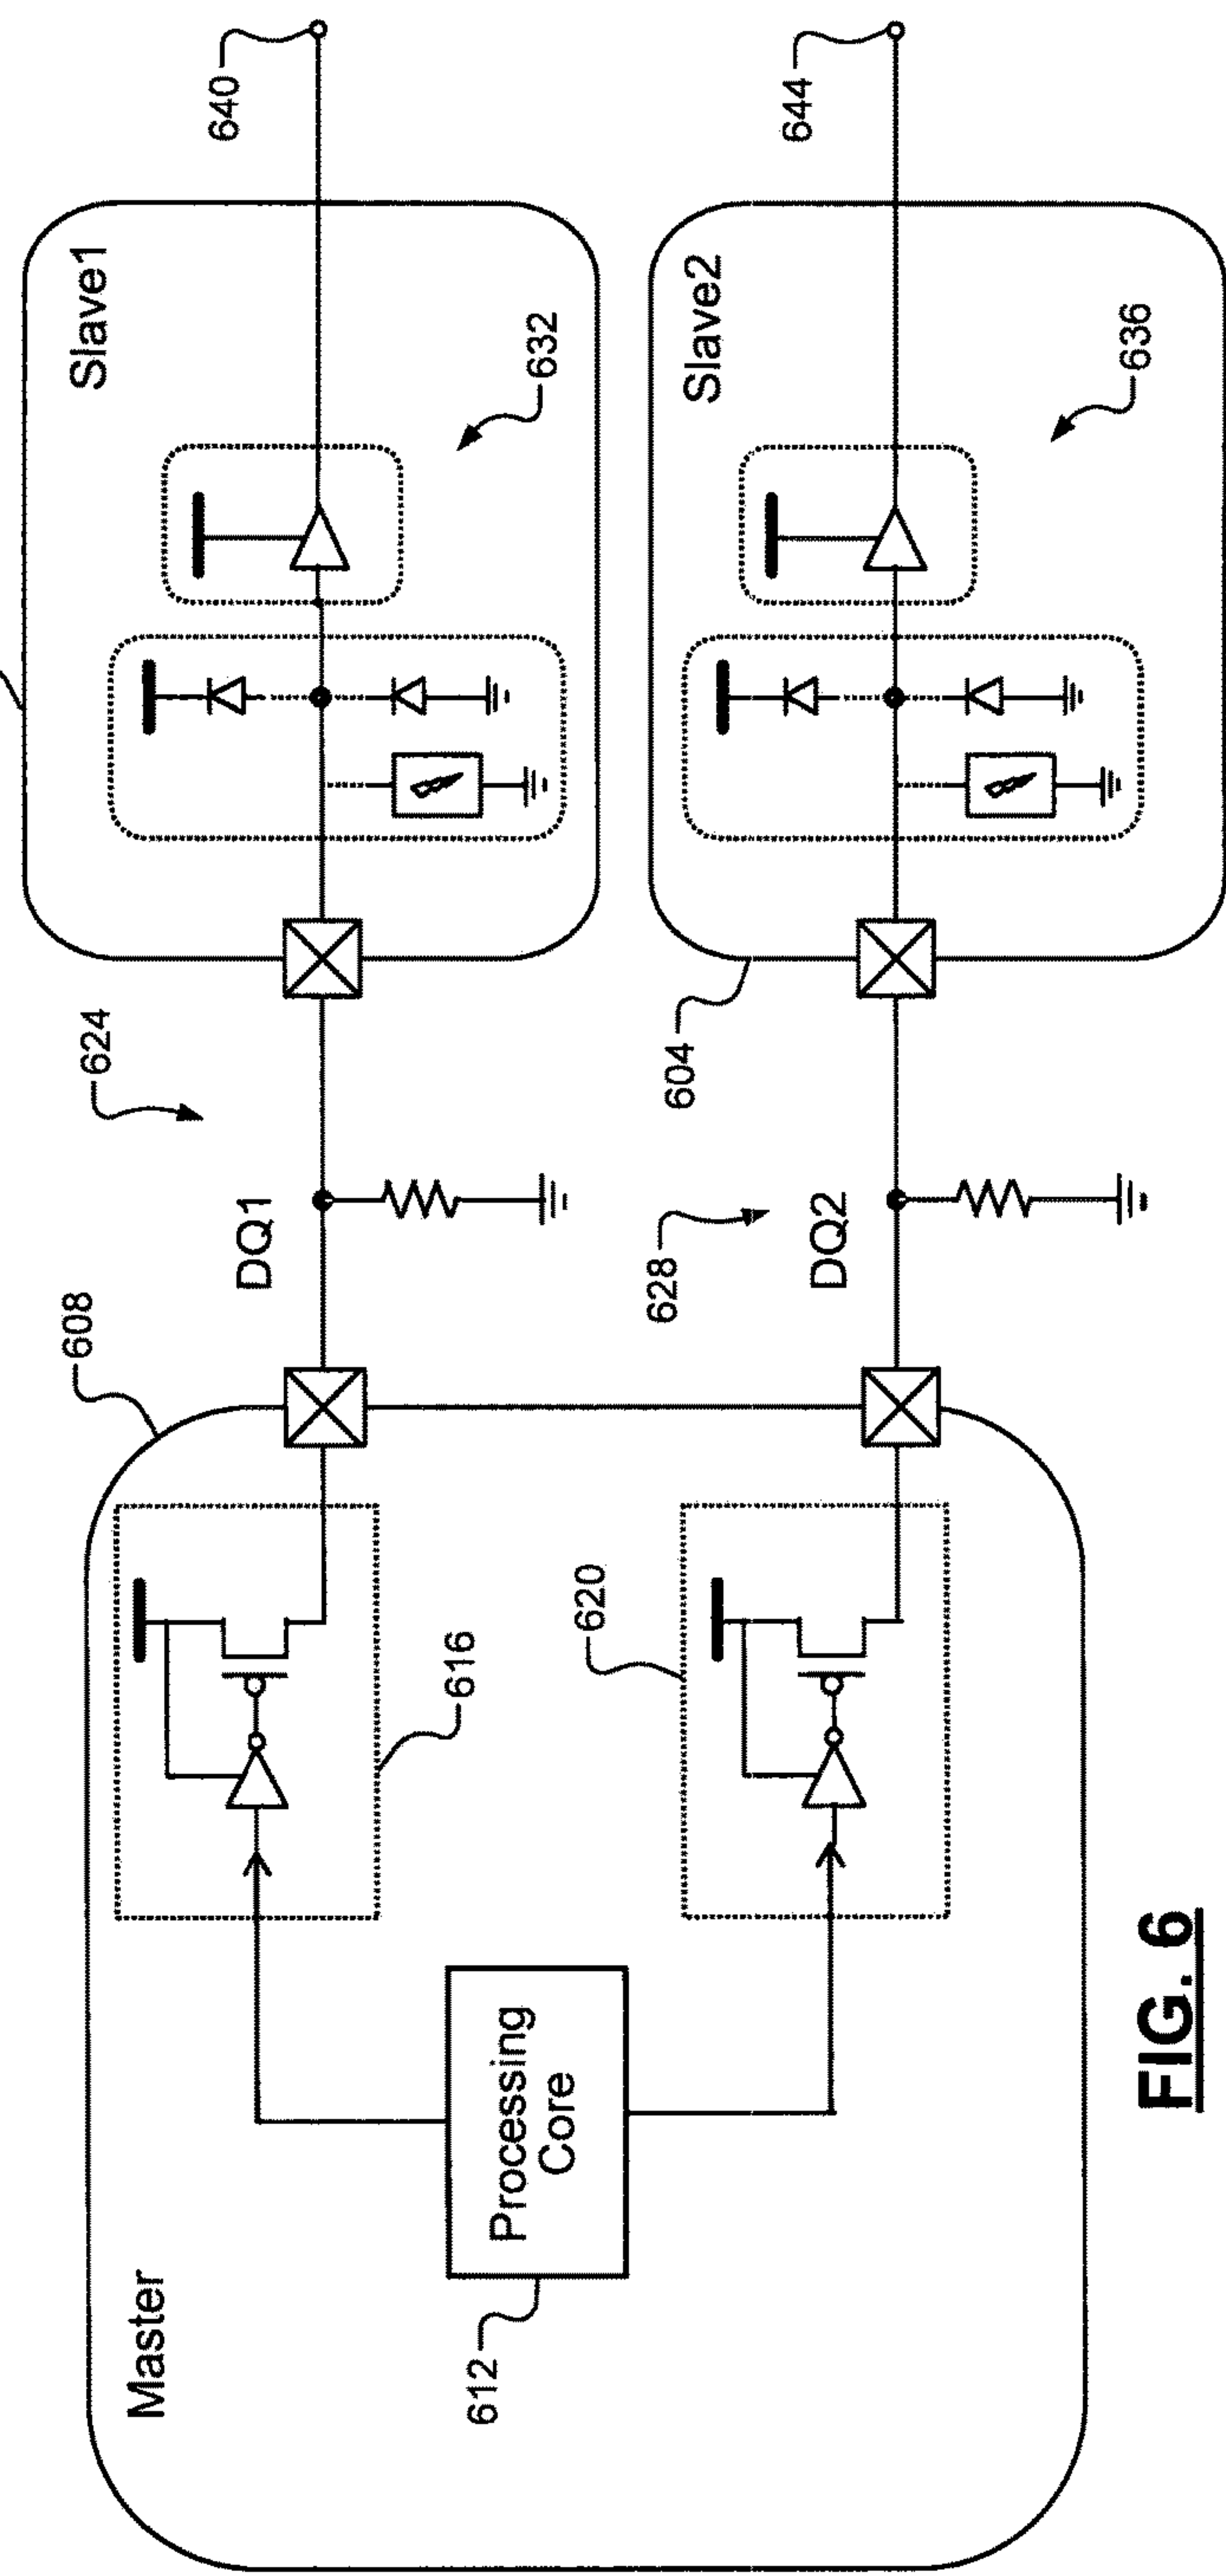 Master
608
616
612
Processing
Core
620
DQ1
624
DQ2
628
Slave1
632
640
604
Slave2
636
644
FIG. 6